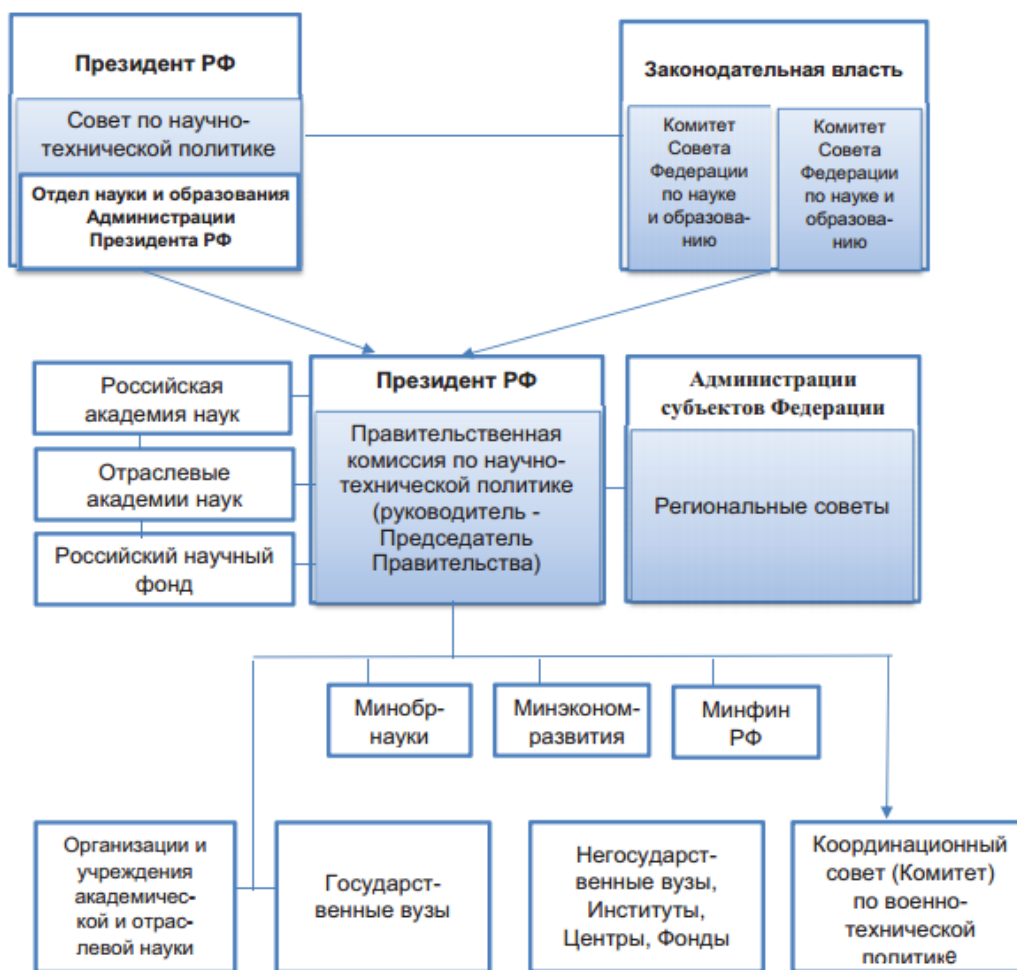 Президент РФ
Совет по научно-
технической политике
Отдел науки и образования
Администрации
Президента РФ
Законодательная власть
Комитет
Совета
Федерации
по науке
и образова-
нию
Комитет
Совета
Федерации
по науке и
образова-
нию
Российская
академия наук
Отраслевые
академии наук
Российский научный
фонд
Президент РФ
Правительственная
комиссия по научно-
технической политике
(руководитель -
Председатель
Правительства)
Администрации
субъектов Федерации
Региональные советы
Минобр-
науки
Минэконом-
развития
Минфин
РФ
Организации и
учреждения
академичес-
кой и отрас-
левой науки
Государст-
венные вузы
Негосударст-
венные вузы,
Институты,
Центры, Фонды
Координационный
совет (Комитет)
по военно-
технической
политике